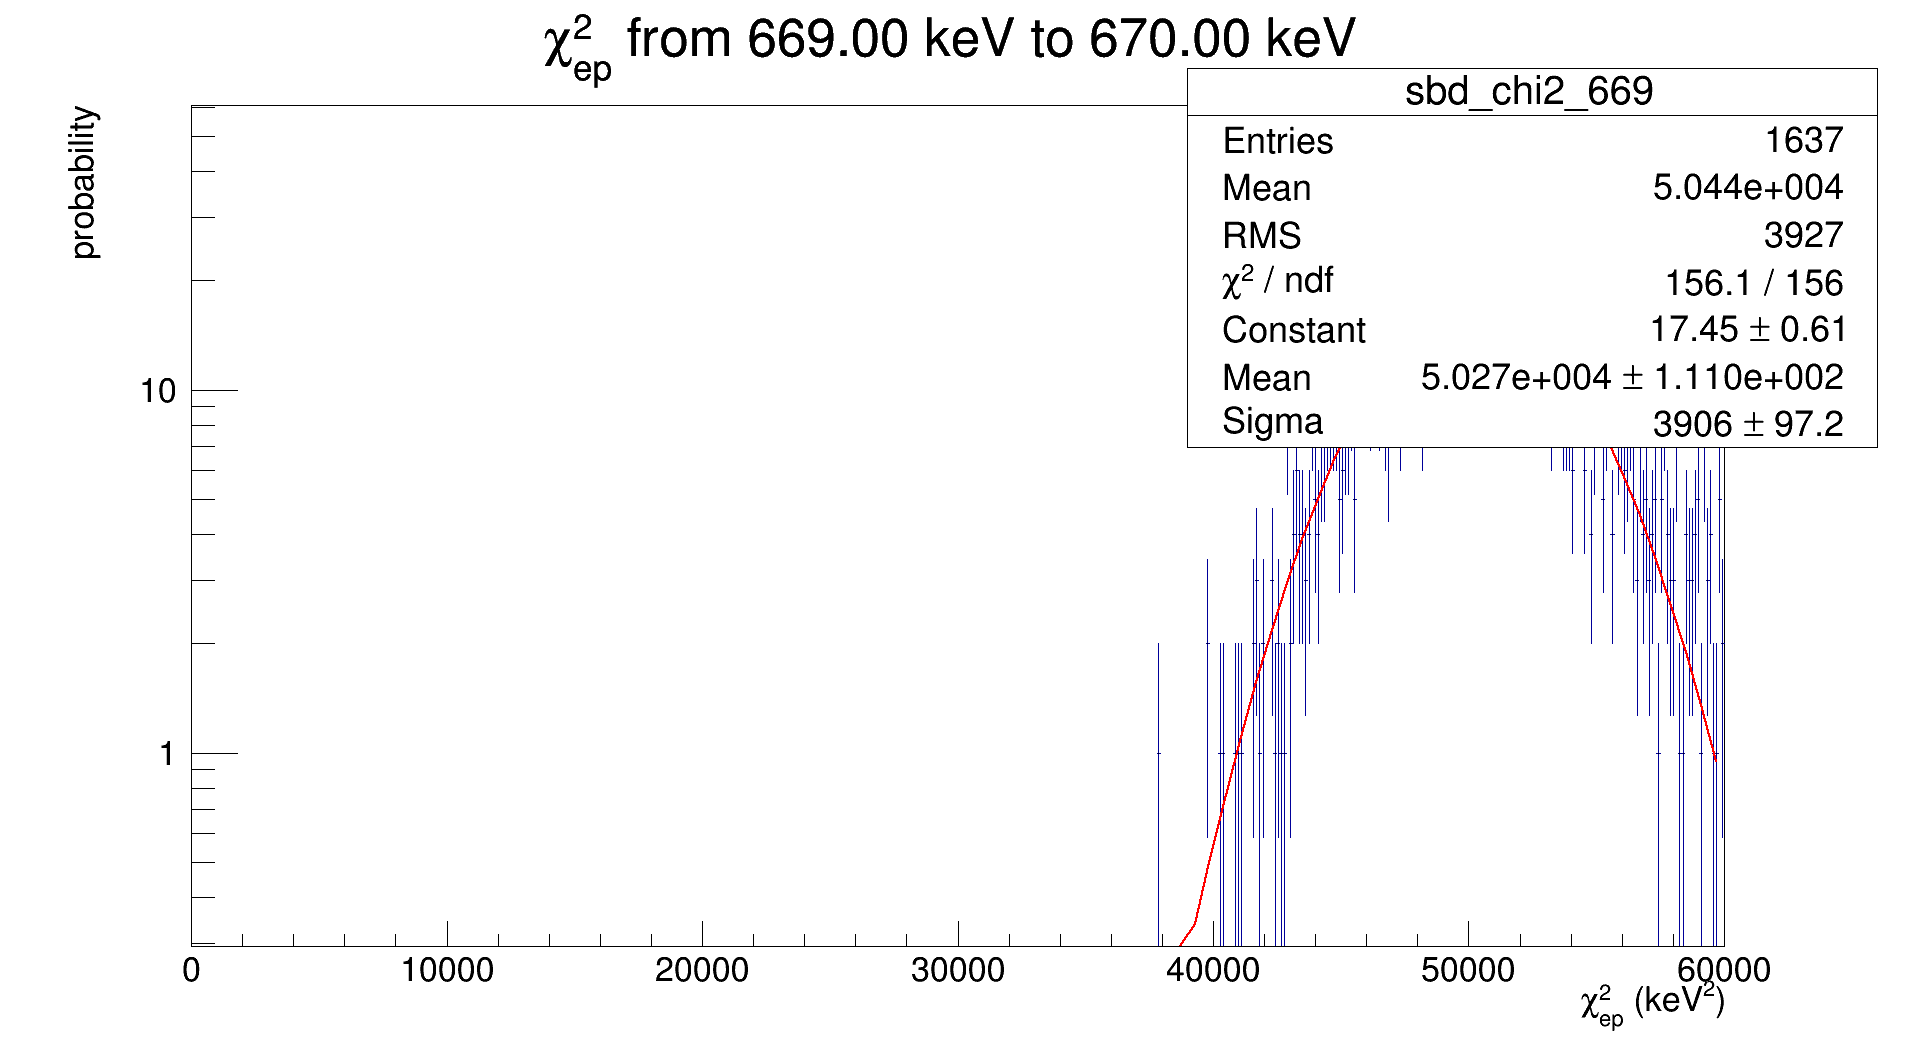 χ²ep from 669.00 keV to 670.00 keV
probability
sbd_chi2_669
Entries 1637
Mean 5.044e+004
RMS 3927
χ² / ndf 156.1 / 156
Constant 17.45 ± 0.61
Mean 5.027e+004 ± 1.110e+002
Sigma 3906 ± 97.2
10
1
0 10000 20000 30000 40000 50000 60000
χ²ep (keV²)